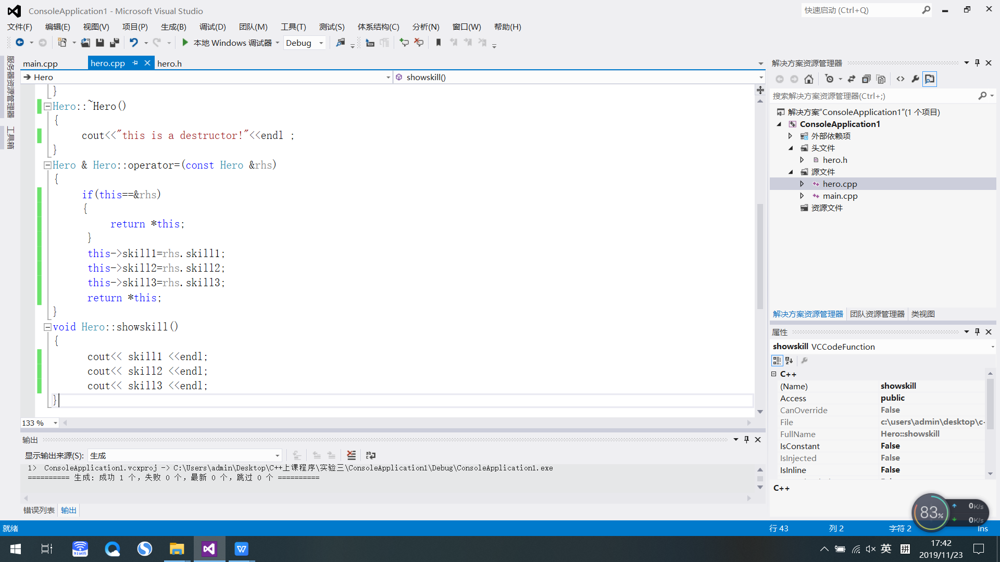 ConsoleApplication1 - Microsoft Visual Studio
快速启动 (Ctrl+Q)
文件(F) 编辑(E) 视图(V) 项目(P) 生成(B) 调试(D) 团队(M) 工具(T) 测试(S) 体系结构(C) 分析(N) 窗口(W) 帮助(H)
本地 Windows 调试器 Debug
服务器资源管理器
工具箱
main.cpp hero.cpp hero.h
Hero showskill()
}
Hero::~Hero()
{
cout<<"this is a destructor!"<<endl ;
}
Hero & Hero::operator=(const Hero &rhs)
{
if(this==&rhs)
{
return *this;
}
this->skill1=rhs.skill1;
this->skill2=rhs.skill2;
this->skill3=rhs.skill3;
return *this;
}
void Hero::showskill()
{
cout<< skill1 <<endl;
cout<< skill2 <<endl;
cout<< skill3 <<endl;
}
133 %
输出
显示输出来源(S): 生成
1> ConsoleApplication1.vcxproj -> C:\Users\admin\Desktop\C++上课程序\实验三\ConsoleApplication1\Debug\ConsoleApplication1.exe
========== 生成: 成功 1 个，失败 0 个，最新 0 个，跳过 0 个 ==========
错误列表 输出
解决方案资源管理器
搜索解决方案资源管理器(Ctrl+;)
解决方案"ConsoleApplication1"(1 个项目)
ConsoleApplication1
外部依赖项
头文件
hero.h
源文件
hero.cpp
main.cpp
资源文件
解决方案资源管理器 团队资源管理器 类视图
属性
showskill VCCodeFunction
C++
(Name) showskill
Access public
CanOverride False
File c:\users\admin\desktop\c-
FullName Hero::showskill
IsConstant False
IsInjected False
IsInline False
C++
83% 0K/s
0K/s
就绪 行 43 列 2 字符 2 Ins
91wifi
W
英 拼
17:42
2019/11/23